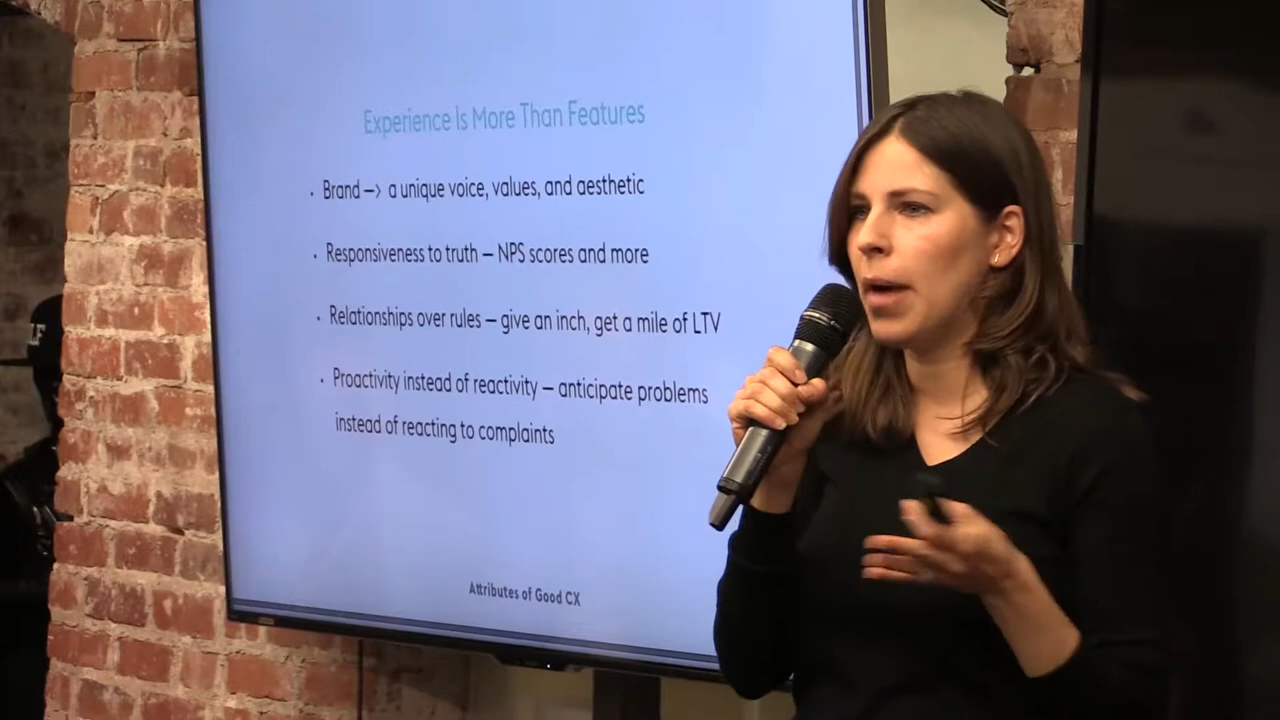 Experience Is More Than Features
· Brand –> a unique voice, values, and aesthetic
· Responsiveness to truth – NPS scores and more
· Relationships over rules – give an inch, get a mile of LTV
· Proactivity instead of reactivity – anticipate problems
instead of reacting to complaints
Attributes of Good CX